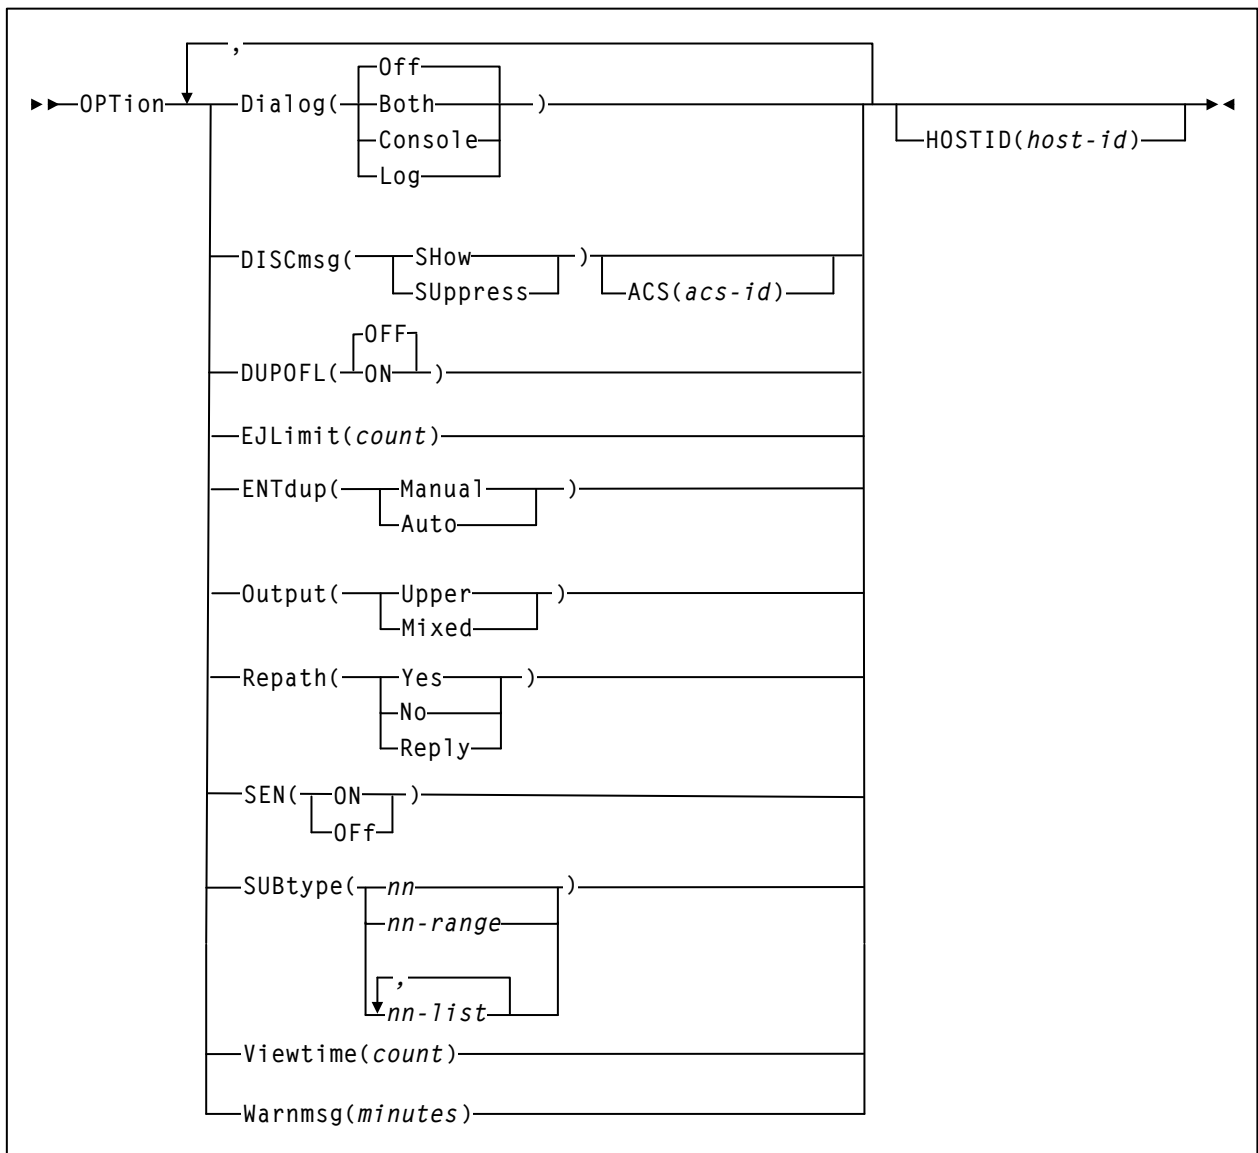 ,
Off
OPTion Dialog( Both )
Console HOSTID(host-id)
Log
DISCmsg( SHow )
SUppress ACS(acs-id)
OFF
DUPOFL( ON )
EJLimit(count)
ENTdup( Manual )
Auto
Output( Upper )
Mixed
Repath( Yes )
No
Reply
SEN( ON )
OFf
SUBtype( nn )
nn-range
,
nn-list
Viewtime(count)
Warnmsg(minutes)